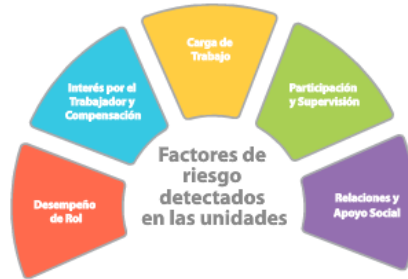 Carga de
Trabajo
Interés por el
Trabajador y
Compensación
Participación
y Supervisión
Factores de
riesgo
detectados
en las unidades
Desempeño
de Rol
Relaciones y
Apoyo Social